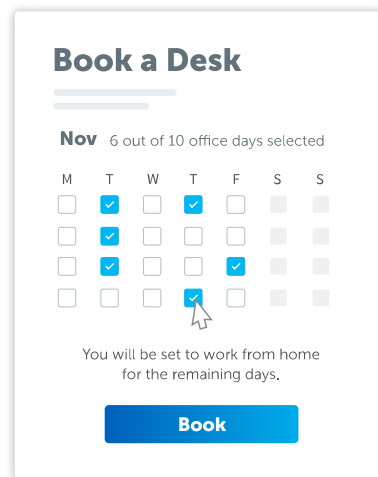 Book a Desk
Nov 6 out of 10 office days selected
M T W T F S S
You will be set to work from home
for the remaining days.
Book